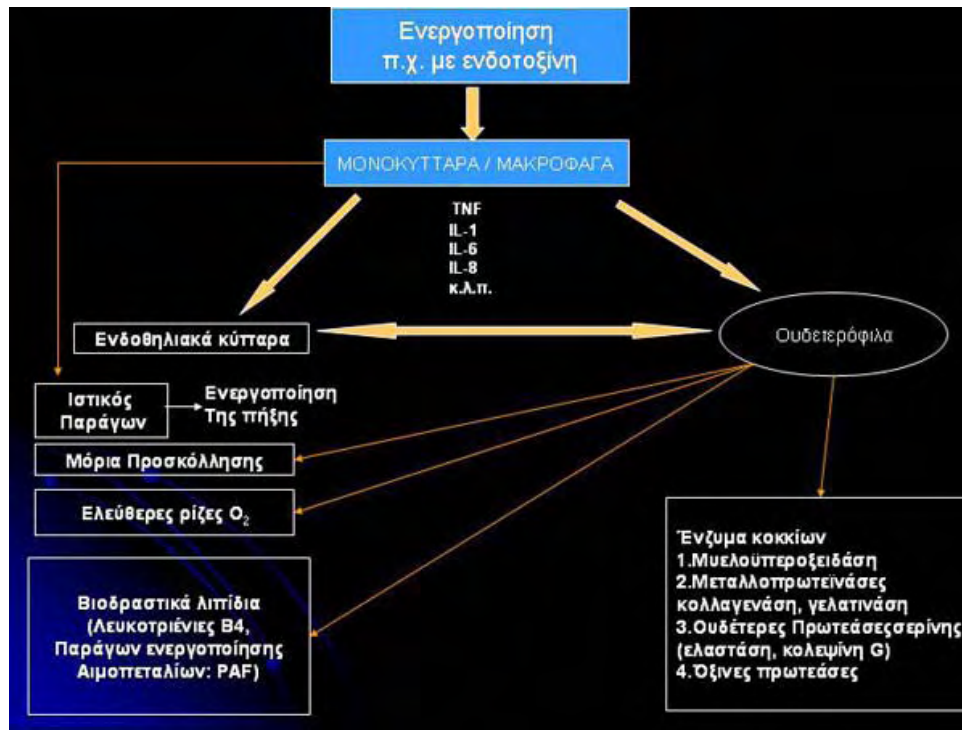 Ενεργοποίηση
π.χ. με ενδοτοξίνη
ΜΟΝΟΚΥΤΤΑΡΑ / ΜΑΚΡΟΦΑΓΑ
TNF
IL-1
IL-6
IL-8
κ.λ.π.
Ενδοθηλιακά κύτταρα
Ουδετερόφιλα
Ιστικός
Παράγων
Ενεργοποίηση
Της πήξης
Μόρια Προσκόλλησης
Ελεύθερες ρίζες O₂
Βιοδραστικά λιπίδια
(Λευκοτριένιες Β4,
Παράγων ενεργοποίησης
Αιμοπεταλίων: PAF)
Ένζυμα κοκκίων
1.Μυελοϋπεροξειδάση
2.Μεταλλοπρωτεϊνάσες
κολλαγενάση, γελατινάση
3.Ουδέτερες Πρωτεάσεςσερίνης
(ελαστάση, κολεψίνη G)
4.Όξινες πρωτεάσες